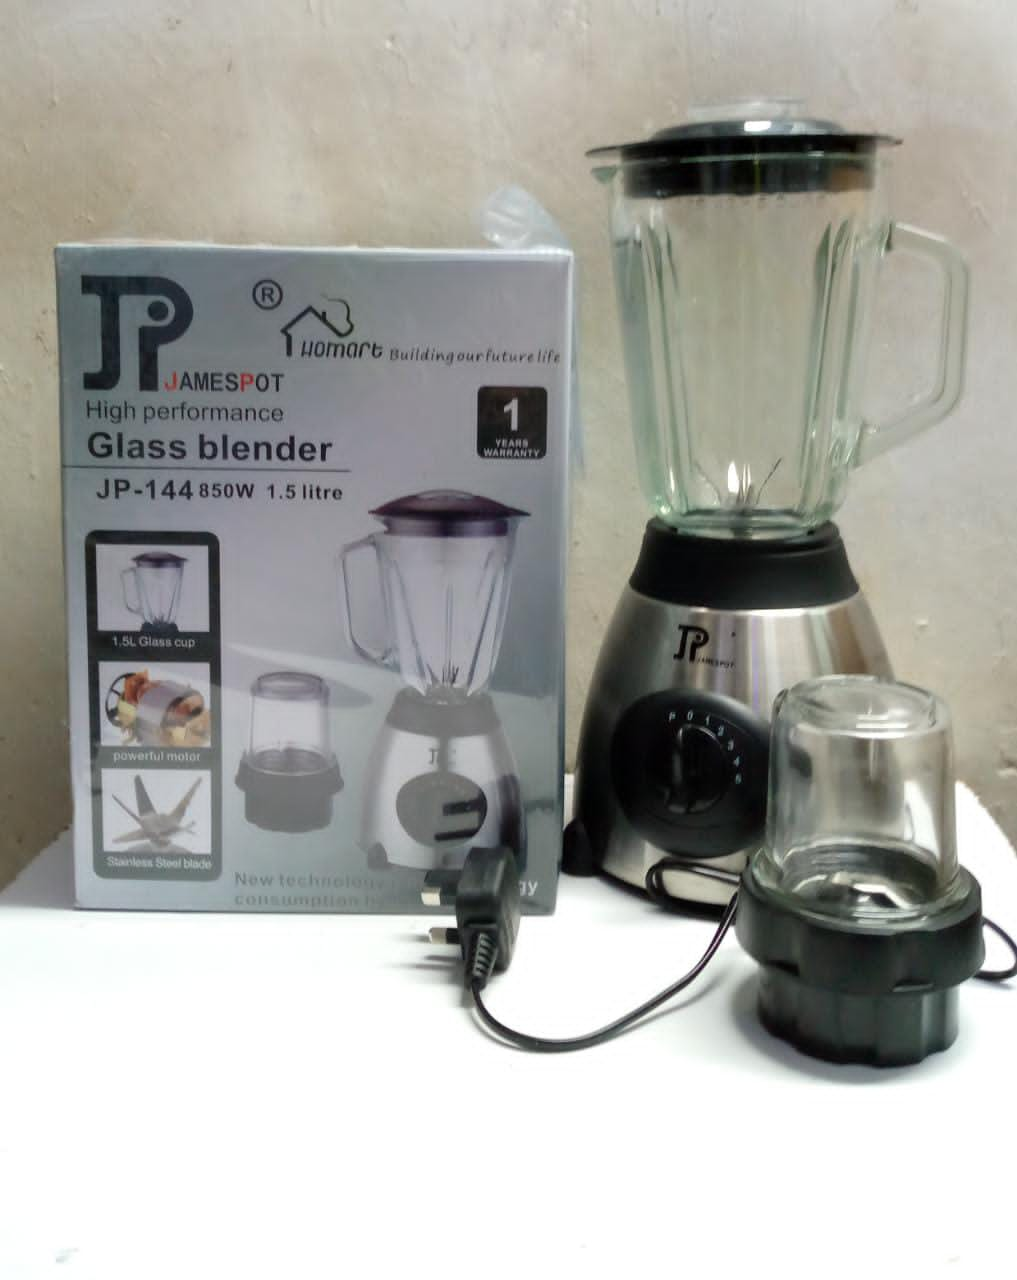 JP
®
Homart Building our future life
JAMESPOT
High performance
Glass blender
1
YEARS
WARRANTY
JP-144 850W 1.5 litre
1.5L Glass cup
powerful motor
Stainless Steel blade
New technology
consumption
JP
JAMESPOT
P 0 1 2 3 4 5